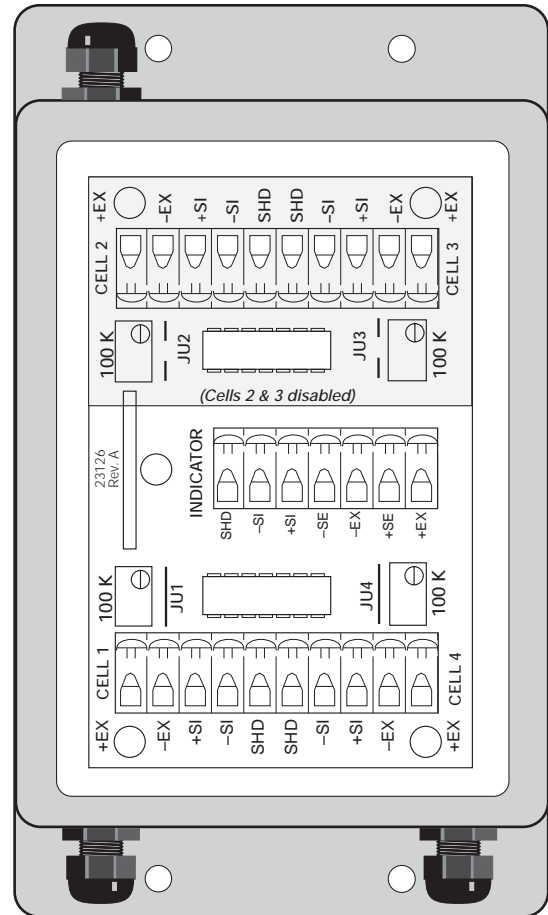 +EX –EX +SI –SI SHD SHD –SI +SI –EX +EX
CELL 2
CELL 3
100 K
JU2
JU3
100 K
(Cells 2 & 3 disabled)
23126
Rev. A
INDICATOR
SHD –SI +SI –SE –EX +SE +EX
100 K
JU1
JU4
100 K
CELL 1
CELL 4
+EX –EX +SI –SI SHD SHD –SI +SI –EX +EX